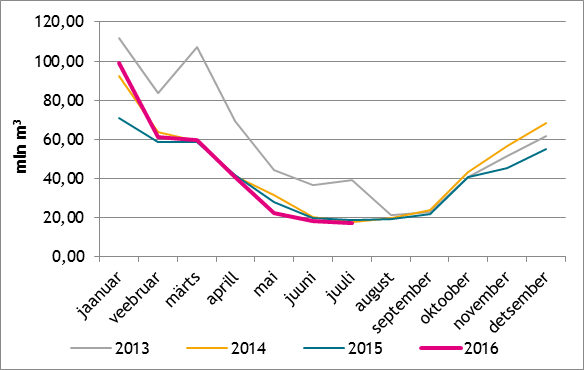 120,00
100,00
80,00
60,00
40,00
20,00
0,00
mln m³
jaanuar
veebruar
märts
aprill
mai
juuni
juuli
august
september
oktoober
november
detsember
2013
2014
2015
2016